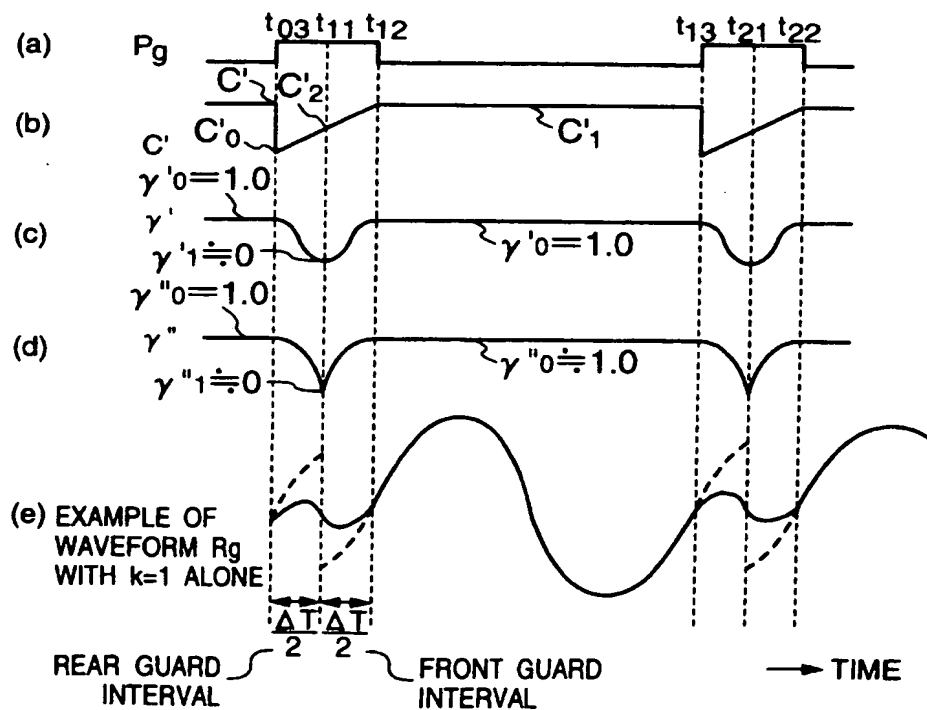 t03 t11 t12 t13 t21 t22
(a) Pg
C'
C'2
(b) C'0 C'1
C'
γ'0=1.0
γ'
(c) γ'0=1.0
γ'1≒0
γ"0=1.0
γ"
(d) γ"0≒1.0
γ"1≒0
(e) EXAMPLE OF
WAVEFORM Rg
WITH k=1 ALONE
ΔT/2 ΔT/2
REAR GUARD
INTERVAL
FRONT GUARD
INTERVAL
TIME